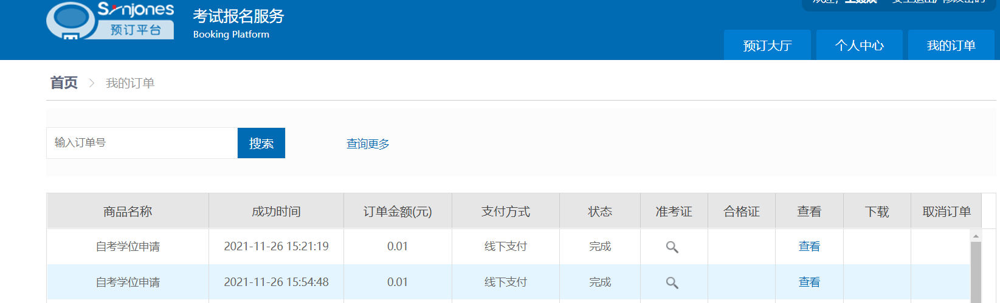 Sunjones
预订平台
考试报名服务
Booking Platform
预订大厅 个人中心 我的订单
首页 > 我的订单
输入订单号 搜索 查询更多
商品名称 成功时间 订单金额(元) 支付方式 状态 准考证 合格证 查看 下载 取消订单
自考学位申请 2021-11-26 15:21:19 0.01 线下支付 完成 查看
自考学位申请 2021-11-26 15:54:48 0.01 线下支付 完成 查看